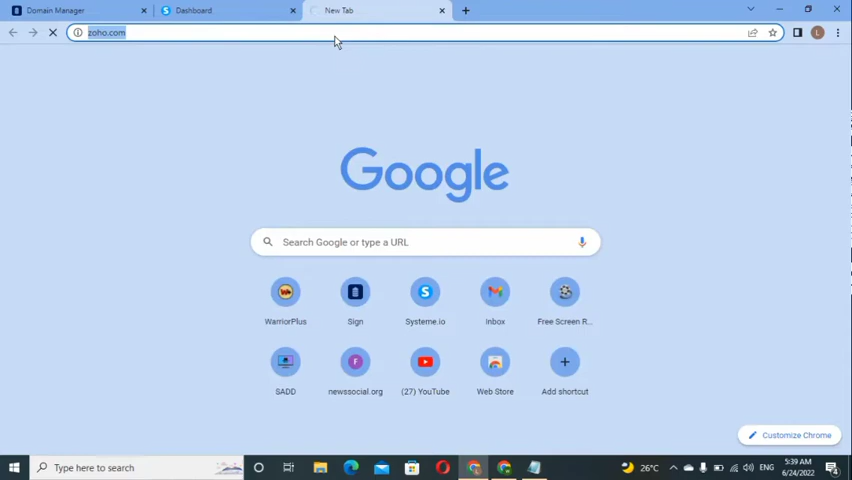 Domain Manager
Dashboard
New Tab
zoho.com
L
Google
Search Google or type a URL
WarriorPlus
Sign
Systeme.io
Inbox
Free Screen R...
SADD
F
newssocial.org
(27) YouTube
Web Store
Add shortcut
Customize Chrome
Type here to search
26°C
ENG
5:39 AM
6/24/2022
4